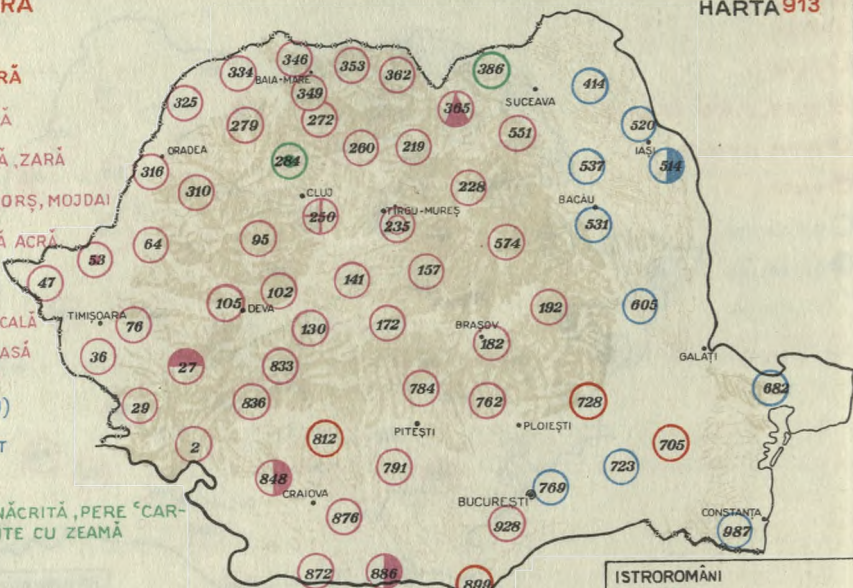 RA
HARTA 913
RĂ
Ă
Ă, ZARĂ
ORȘ, MOJDAI
Ă ACRĂ
CALĂ
ASĂ
)
T
NĂCRITĂ, PERE CAR-
TE CU ZEAMĂ
346
334
353
362
386
BAIA-MARE
349
414
325
365
SUCEAVA
279
272
551
520
IAȘI
ORADEA
260
219
284
316
537
514
310
CLUJ
228
BACĂU
250
TÎRGU-MUREȘ
235
531
64
95
574
53
157
47
102
141
105
DEVA
192
605
TIMIȘOARA
76
130
172
BRAȘOV
182
36
GALAȚI
27
833
784
682
29
836
762
728
812
PITEȘTI
PLOIEȘTI
2
705
791
723
848
CRAIOVA
769
BUCUREȘTI
876
928
CONSTANȚA
987
872
886
899
ISTROROMÂNI